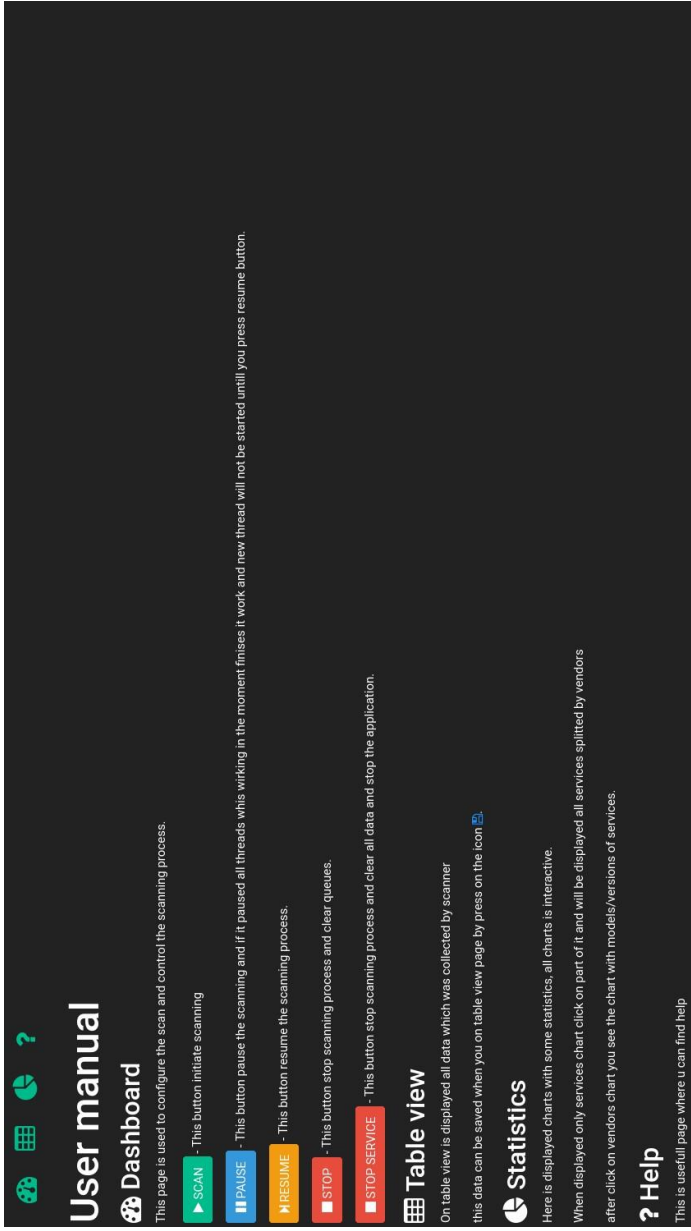 ?
User manual
Dashboard
This page is used to configure the scan and control the scanning process.
SCAN - This button initiate scanning
PAUSE - This button pause the scanning and if it paused all threads whis wirking in the moment finises it work and new thread will not be started untill you press resume button.
RESUME - This button resume the scanning process.
STOP - This button stop scanning process and clear queues.
STOP SERVICE - This button stop scanning process and clear all data and stop the application.
Table view
On table view is displayed all data which was collected by scanner
this data can be saved when you on table view page by press on the icon .
Statistics
Here is displayed charts with some statistics, all charts is interactive.
When displayed only services chart click on part of it and will be displayed all services splitted by vendors
after click on vendors chart you see the chart with models/versions of services.
? Help
This is usefull page where u can find help